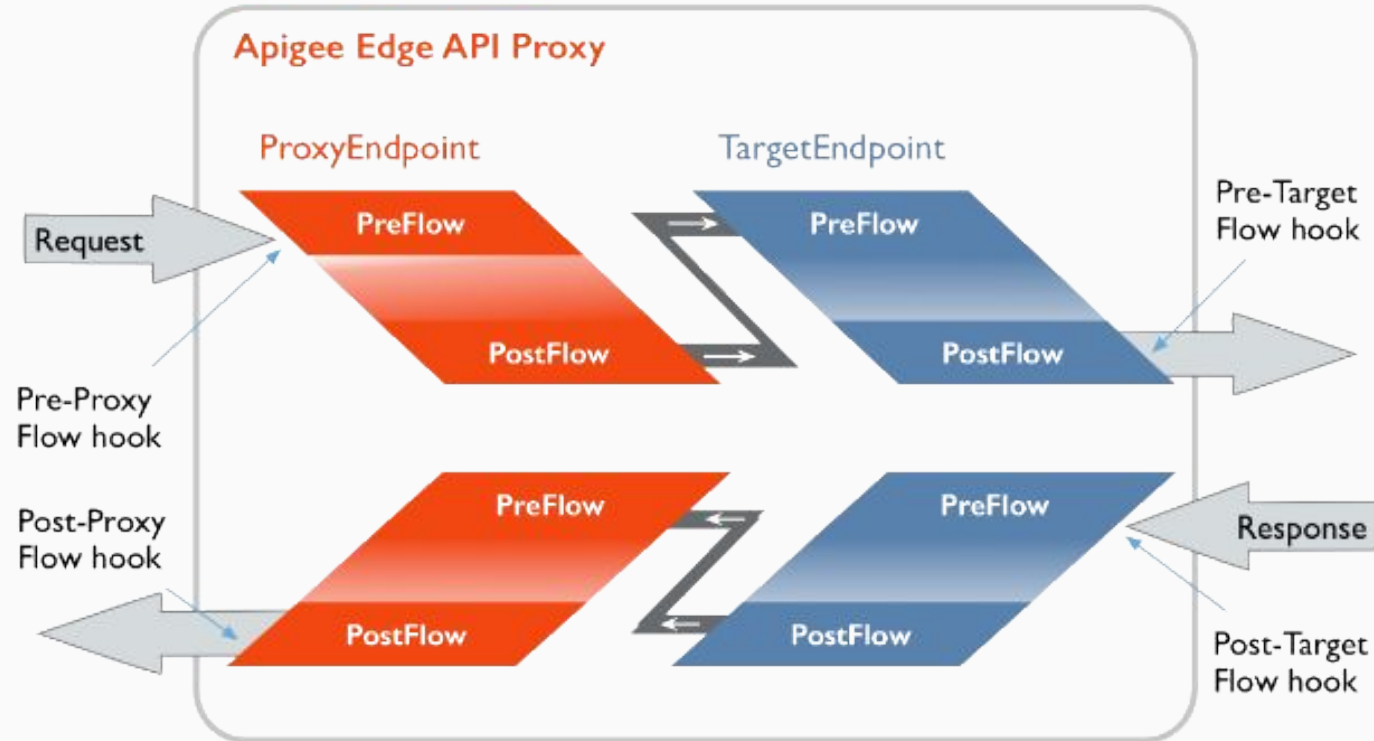 Apigee Edge API Proxy
ProxyEndpoint
TargetEndpoint
PreFlow
PreFlow
Pre-Target
Flow hook
Request
PostFlow
PostFlow
Pre-Proxy
Flow hook
PreFlow
PreFlow
Post-Proxy
Flow hook
Response
PostFlow
PostFlow
Post-Target
Flow hook